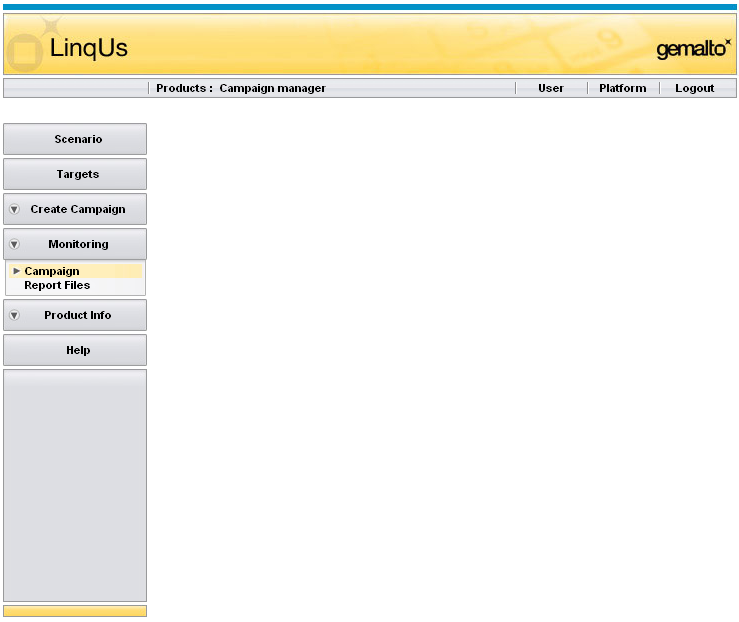 LinqUs
gemalto
Products : Campaign manager
User
Platform
Logout
Scenario
Targets
Create Campaign
Monitoring
Campaign
Report Files
Product Info
Help